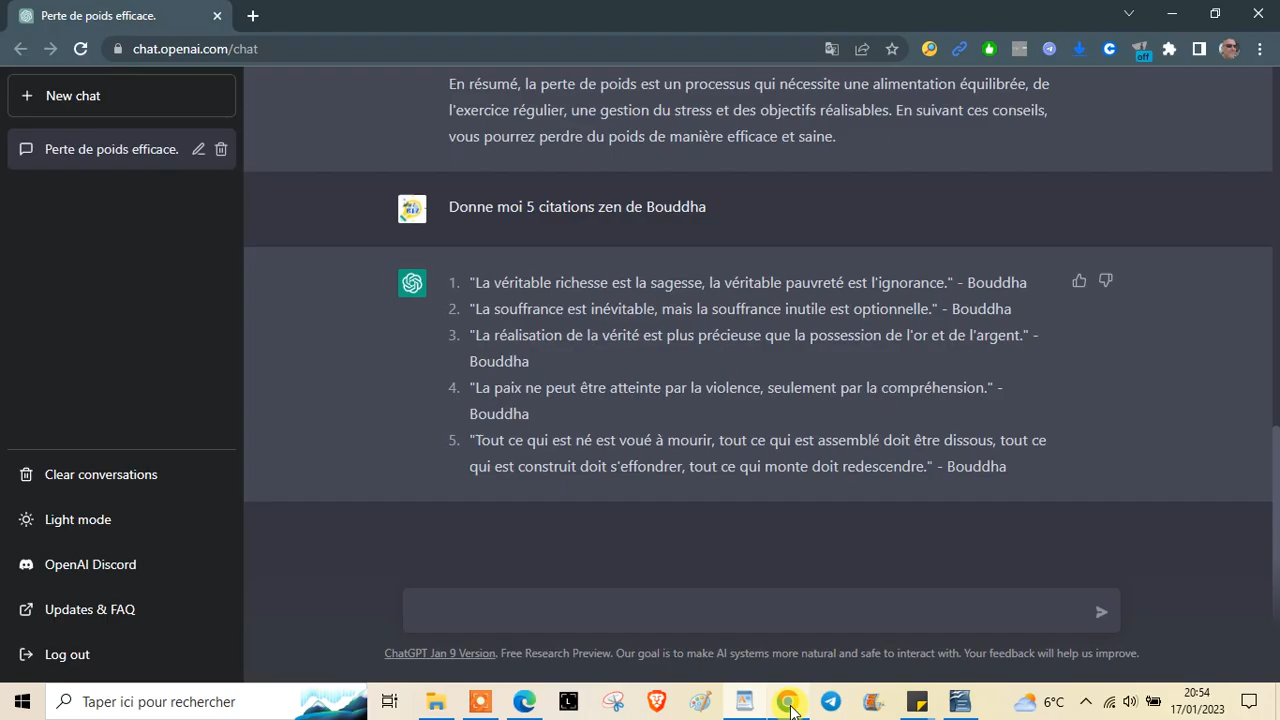 Perte de poids efficace.
chat.openai.com/chat
off
New chat
Perte de poids efficace.
Clear conversations
Light mode
OpenAI Discord
Updates & FAQ
Log out
En résumé, la perte de poids est un processus qui nécessite une alimentation équilibrée, de
l'exercice régulier, une gestion du stress et des objectifs réalisables. En suivant ces conseils,
vous pourrez perdre du poids de manière efficace et saine.
Donne moi 5 citations zen de Bouddha
1. "La véritable richesse est la sagesse, la véritable pauvreté est l'ignorance." - Bouddha
2. "La souffrance est inévitable, mais la souffrance inutile est optionnelle." - Bouddha
3. "La réalisation de la vérité est plus précieuse que la possession de l'or et de l'argent." -
Bouddha
4. "La paix ne peut être atteinte par la violence, seulement par la compréhension." -
Bouddha
5. "Tout ce qui est né est voué à mourir, tout ce qui est assemblé doit être dissous, tout ce
qui est construit doit s'effondrer, tout ce qui monte doit redescendre." - Bouddha
ChatGPT Jan 9 Version. Free Research Preview. Our goal is to make AI systems more natural and safe to interact with. Your feedback will help us improve.
Taper ici pour rechercher
6°C
20:54
17/01/2023